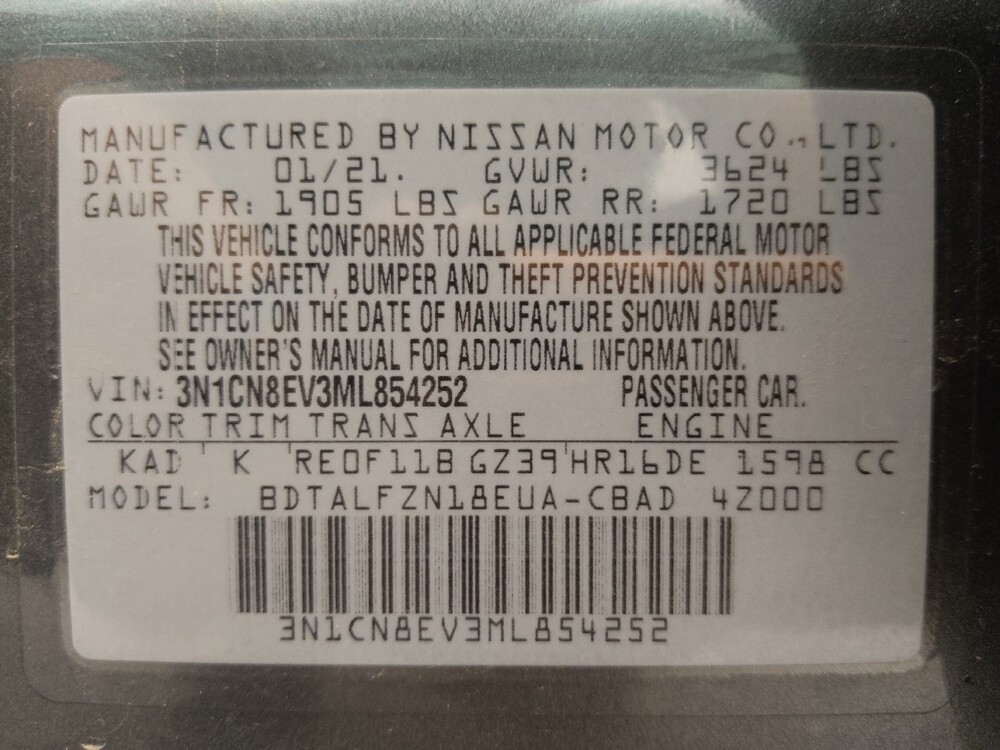 MANUFACTURED BY NISSAN MOTOR CO., LTD.
DATE: 01/21. GVWR: 3624 LBS
GAWR FR: 1905 LBS GAWR RR: 1720 LBS
THIS VEHICLE CONFORMS TO ALL APPLICABLE FEDERAL MOTOR
VEHICLE SAFETY, BUMPER AND THEFT PREVENTION STANDARDS
IN EFFECT ON THE DATE OF MANUFACTURE SHOWN ABOVE.
SEE OWNER'S MANUAL FOR ADDITIONAL INFORMATION.
VIN: 3N1CN8EV3ML854252 PASSENGER CAR.
COLOR TRIM TRANS AXLE ENGINE
KAD K RE0F11B GZ39 HR16DE 1598 CC
MODEL: BDTALFZN18EUA-CBAD 4Z000
3N1CN8EV3ML854252